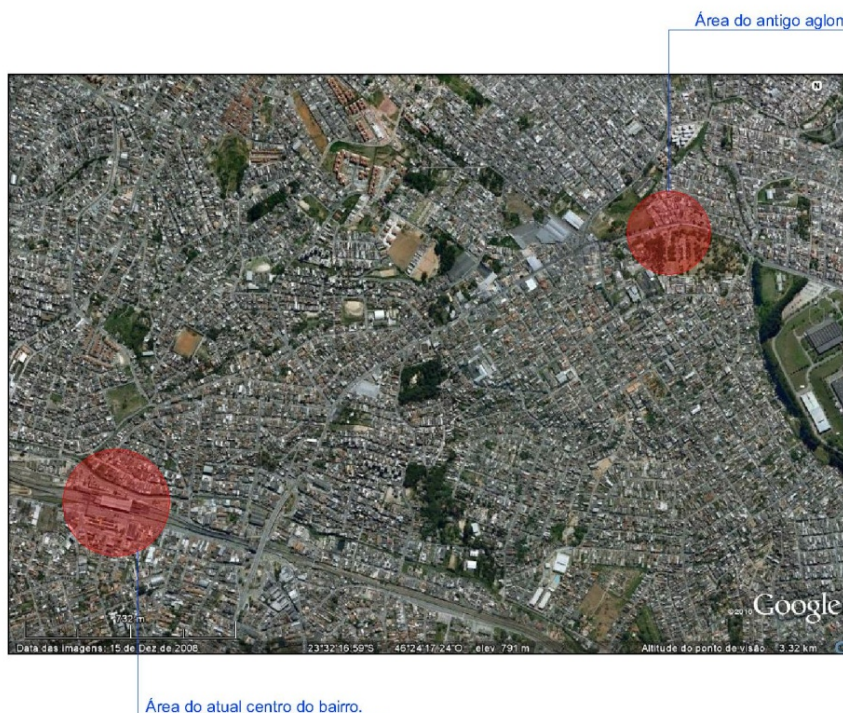 Área do antigo aglom
N
732 m
©2010 Google
Data das imagens: 15 de Dez de 2008 23°32'16.59"S 46°24'17.24"O elev 791 m Altitude do ponto de visão 3.32 km
Área do atual centro do bairro.